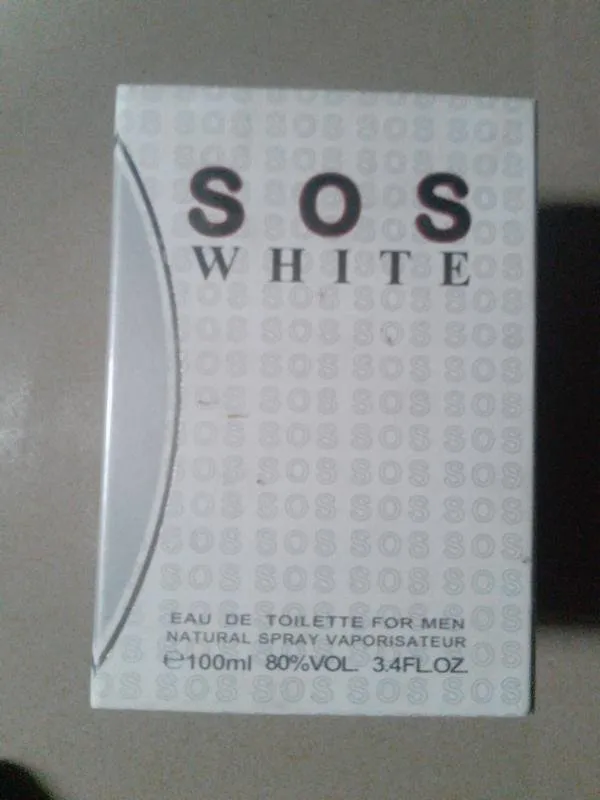 SOS
WHITE
EAU DE TOILETTE FOR MEN
NATURAL SPRAY VAPORISATEUR
℮100ml 80%VOL. 3.4FL.OZ.